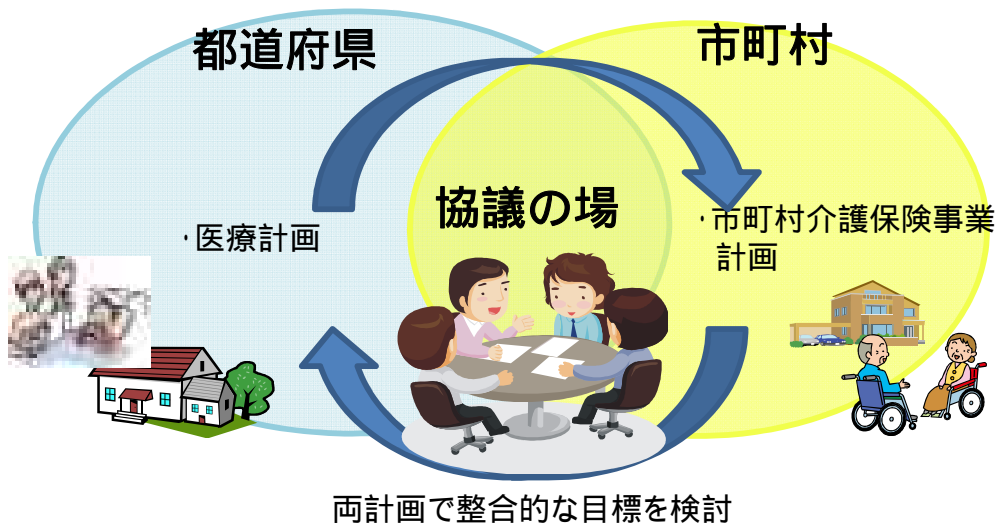 都道府県
市町村
協議の場
・医療計画
・市町村介護保険事業
計画
両計画で整合的な目標を検討